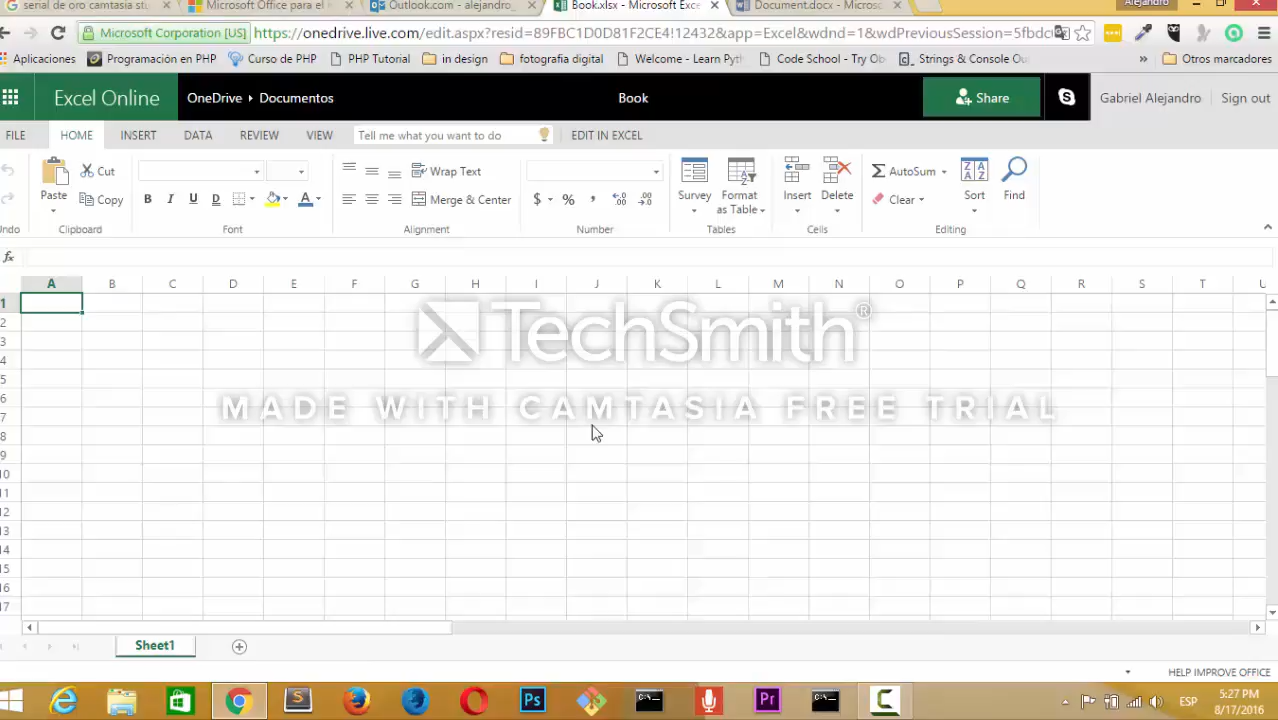 serial de oro camtasia stu
Microsoft Office para el
Outlook.com - alejandro_
Book.xlsx - Microsoft Exce
Document.docx - Microso
Alejandro
Microsoft Corporation [US]
https://onedrive.live.com/edit.aspx?resid=89FBC1D0D81F2CE4!12432&app=Excel&wdnd=1&wdPreviousSession=5fbdc
Aplicaciones
Programación en PHP
Curso de PHP
PHP Tutorial
in désign
fotografia digital
Welcome - Learn Pyth
Code School - Try Ob
Strings & Console Ou
»
Otros marcadores
Excel Online
OneDrive ▸ Documentos
Book
Share
Gabriel Alejandro
Sign out
FILE
HOME
INSERT
DATA
REVIEW
VIEW
Tell me what you want to do
EDIT IN EXCEL
Paste
Cut
Copy
B I U D
A
Wrap Text
Merge & Center
$ % ,
.00
.00
Survey
Format
as Table
Insert
Delete
AutoSum
Clear
Sort
Find
Undo
Clipboard
Font
Alignment
Number
Tables
Cells
Editing
fx
A B C D E F G H I J K L M N O P Q R S T U
1
2
3
4
5
6
7
8
9
10
11
12
13
14
15
16
17
TechSmith®
MADE WITH CAMTASIA FREE TRIAL
Sheet1
HELP IMPROVE OFFICE
Ps
Pr
ESP
5:27 PM
8/17/2016